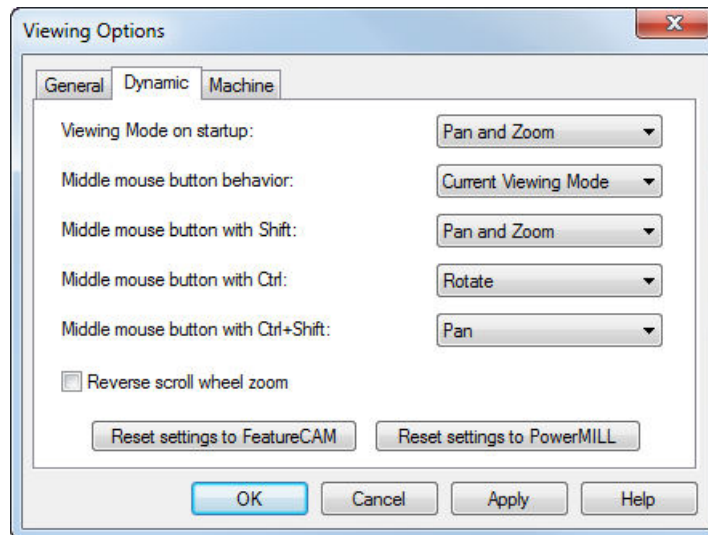 Viewing Options
General Dynamic Machine
Viewing Mode on startup: Pan and Zoom
Middle mouse button behavior: Current Viewing Mode
Middle mouse button with Shift: Pan and Zoom
Middle mouse button with Ctrl: Rotate
Middle mouse button with Ctrl+Shift: Pan
Reverse scroll wheel zoom
Reset settings to FeatureCAM Reset settings to PowerMILL
OK Cancel Apply Help